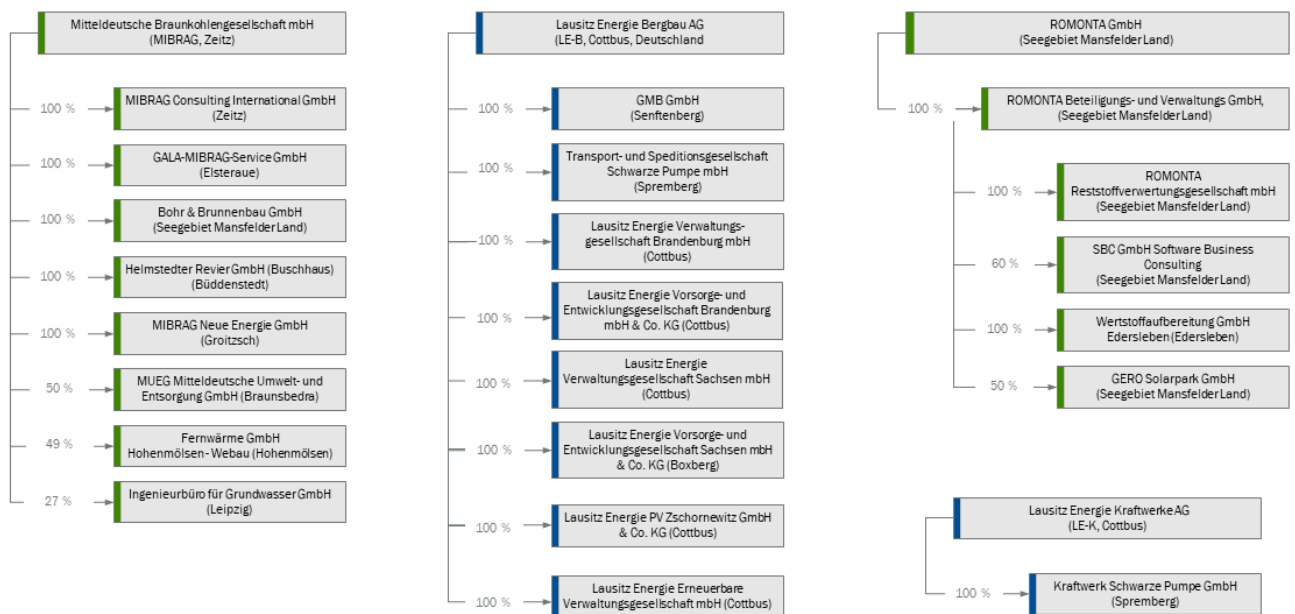 Mitteldeutsche Braunkohlengesellschaft mbH
(MIBRAG, Zeitz)
100 %
MIBRAG Consulting International GmbH
(Zeitz)
100 %
GALA-MIBRAG-Service GmbH
(Elsteraue)
100 %
Bohr & Brunnenbau GmbH
(Seegebiet Mansfelder Land)
100 %
Helmstedter Revier GmbH (Buschhaus)
(Büddenstedt)
100 %
MIBRAG Neue Energie GmbH
(Groitzsch)
50 %
MUEG Mitteldeutsche Umwelt- und
Entsorgung GmbH (Braunsbedra)
49 %
Fernwärme GmbH
Hohenmölsen - Webau (Hohenmölsen)
27 %
Ingenieurbüro für Grundwasser GmbH
(Leipzig)
Lausitz Energie Bergbau AG
(LE-B, Cottbus, Deutschland
100 %
GMB GmbH
(Senftenberg)
100 %
Transport- und Speditionsgesellschaft
Schwarze Pumpe mbH
(Spremberg)
100 %
Lausitz Energie Verwaltungs-
gesellschaft Brandenburg mbH
(Cottbus)
100 %
Lausitz Energie Vorsorge- und
Entwicklungsgesellschaft Brandenburg
mbH & Co. KG (Cottbus)
100 %
Lausitz Energie
Verwaltungsgesellschaft Sachsen mbH
(Cottbus)
100 %
Lausitz Energie Vorsorge- und
Entwicklungsgesellschaft Sachsen mbH
& Co. KG (Boxberg)
100 %
Lausitz Energie PV Zschornewitz GmbH
& Co. KG (Cottbus)
100 %
Lausitz Energie Erneuerbare
Verwaltungsgesellschaft mbH (Cottbus)
ROMONTA GmbH
(Seegebiet Mansfelder Land)
100 %
ROMONTA Beteiligungs- und Verwaltungs GmbH,
(Seegebiet Mansfelder Land)
100 %
ROMONTA
Reststoffverwertungsgesellschaft mbH
(Seegebiet Mansfelder Land)
60 %
SBC GmbH Software Business
Consulting
(Seegebiet Mansfelder Land)
100 %
Wertstoffaufbereitung GmbH
Edersleben (Edersleben)
50 %
GERO Solarpark GmbH
(Seegebiet Mansfelder Land)
Lausitz Energie Kraftwerke AG
(LE-K, Cottbus)
100 %
Kraftwerk Schwarze Pumpe GmbH
(Spremberg)